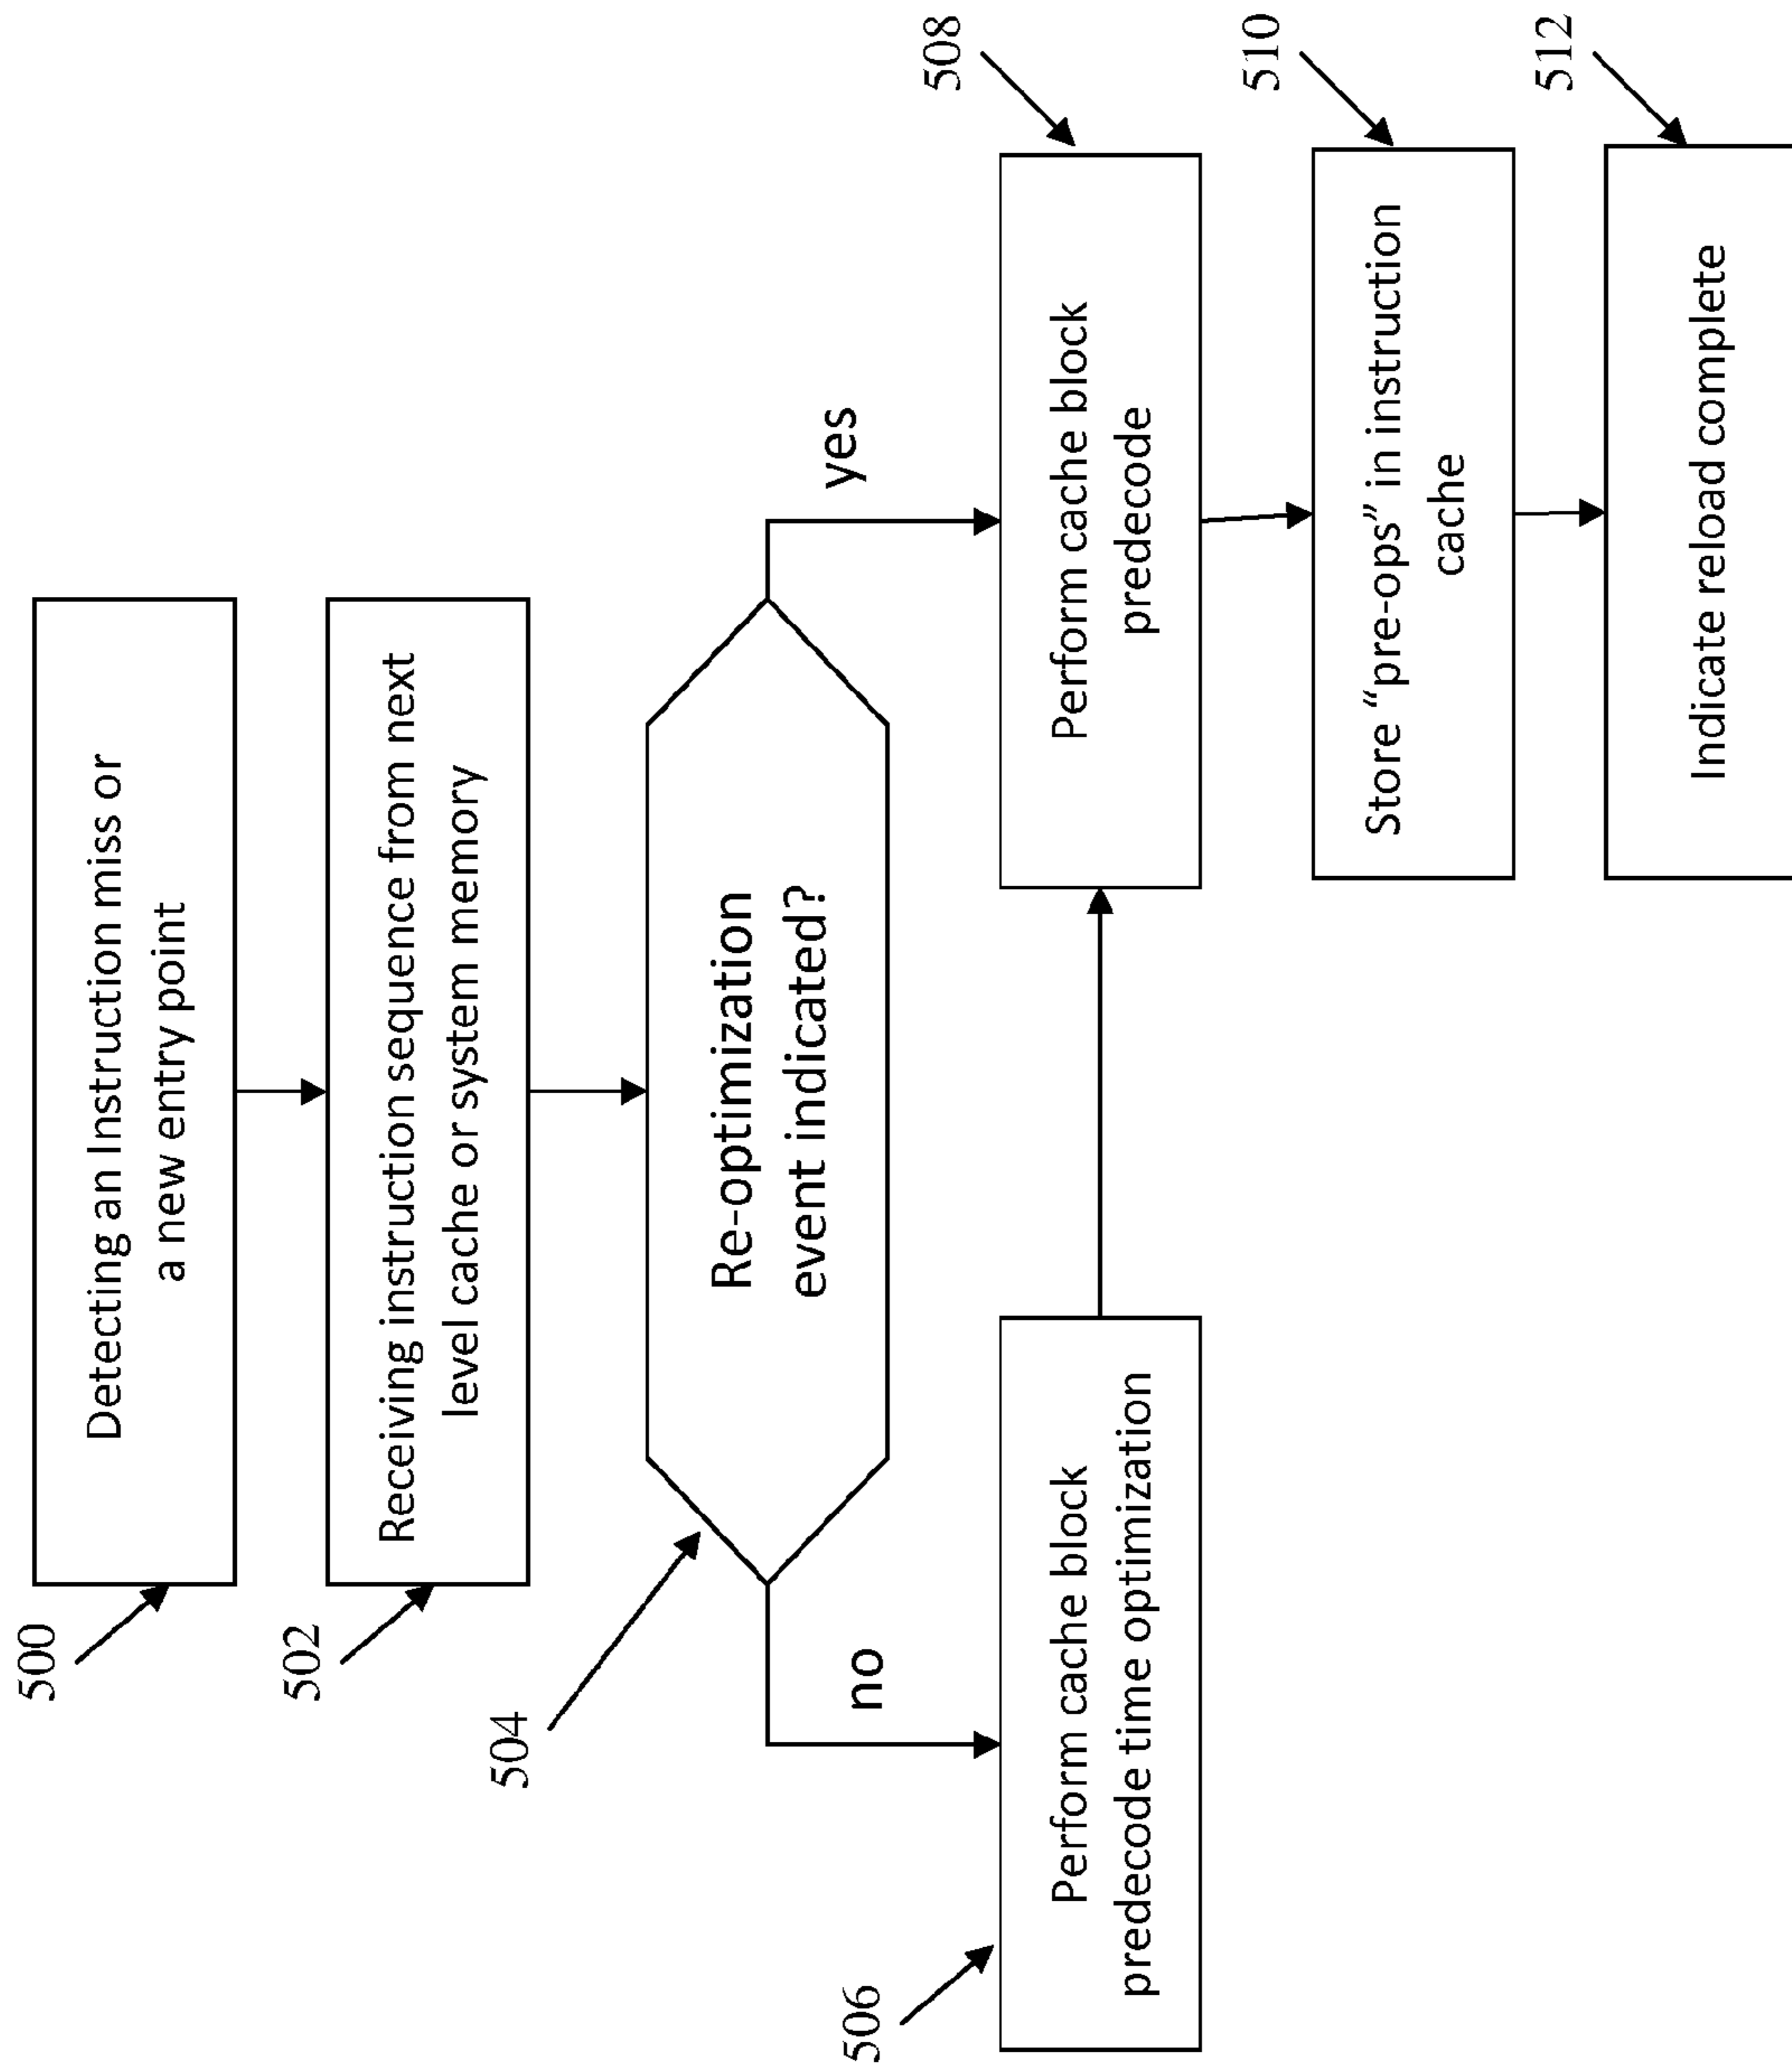 500
Detecting an Instruction miss or
a new entry point
502
Receiving instruction sequence from next
level cache or system memory
504
Re-optimization
event indicated?
no
yes
506
Perform cache block
predecode time optimization
508
Perform cache block
predecode
510
Store “pre-ops” in instruction
cache
512
Indicate reload complete